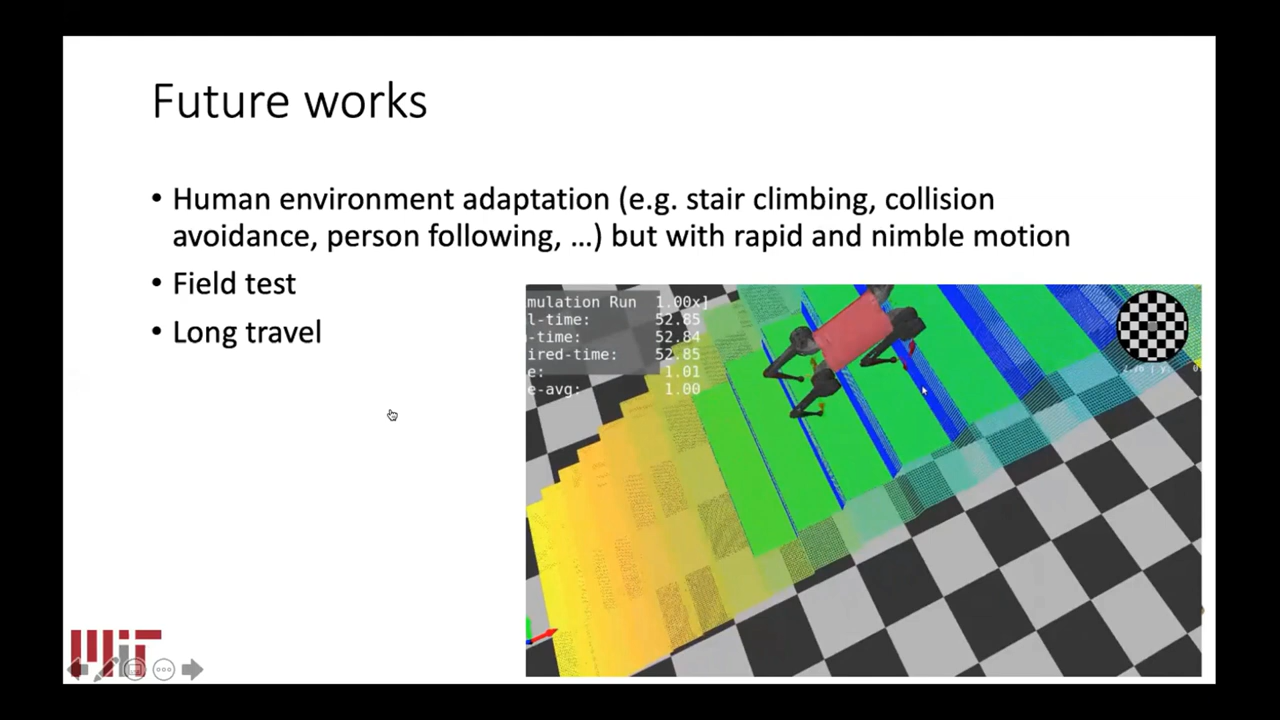 Future works
• Human environment adaptation (e.g. stair climbing, collision
avoidance, person following, ...) but with rapid and nimble motion
• Field test
• Long travel
mulation Run 1.00x]
l-time: 52.85
-time: 52.84
ired-time: 52.85
e: 1.01
e-avg: 1.00
MIT